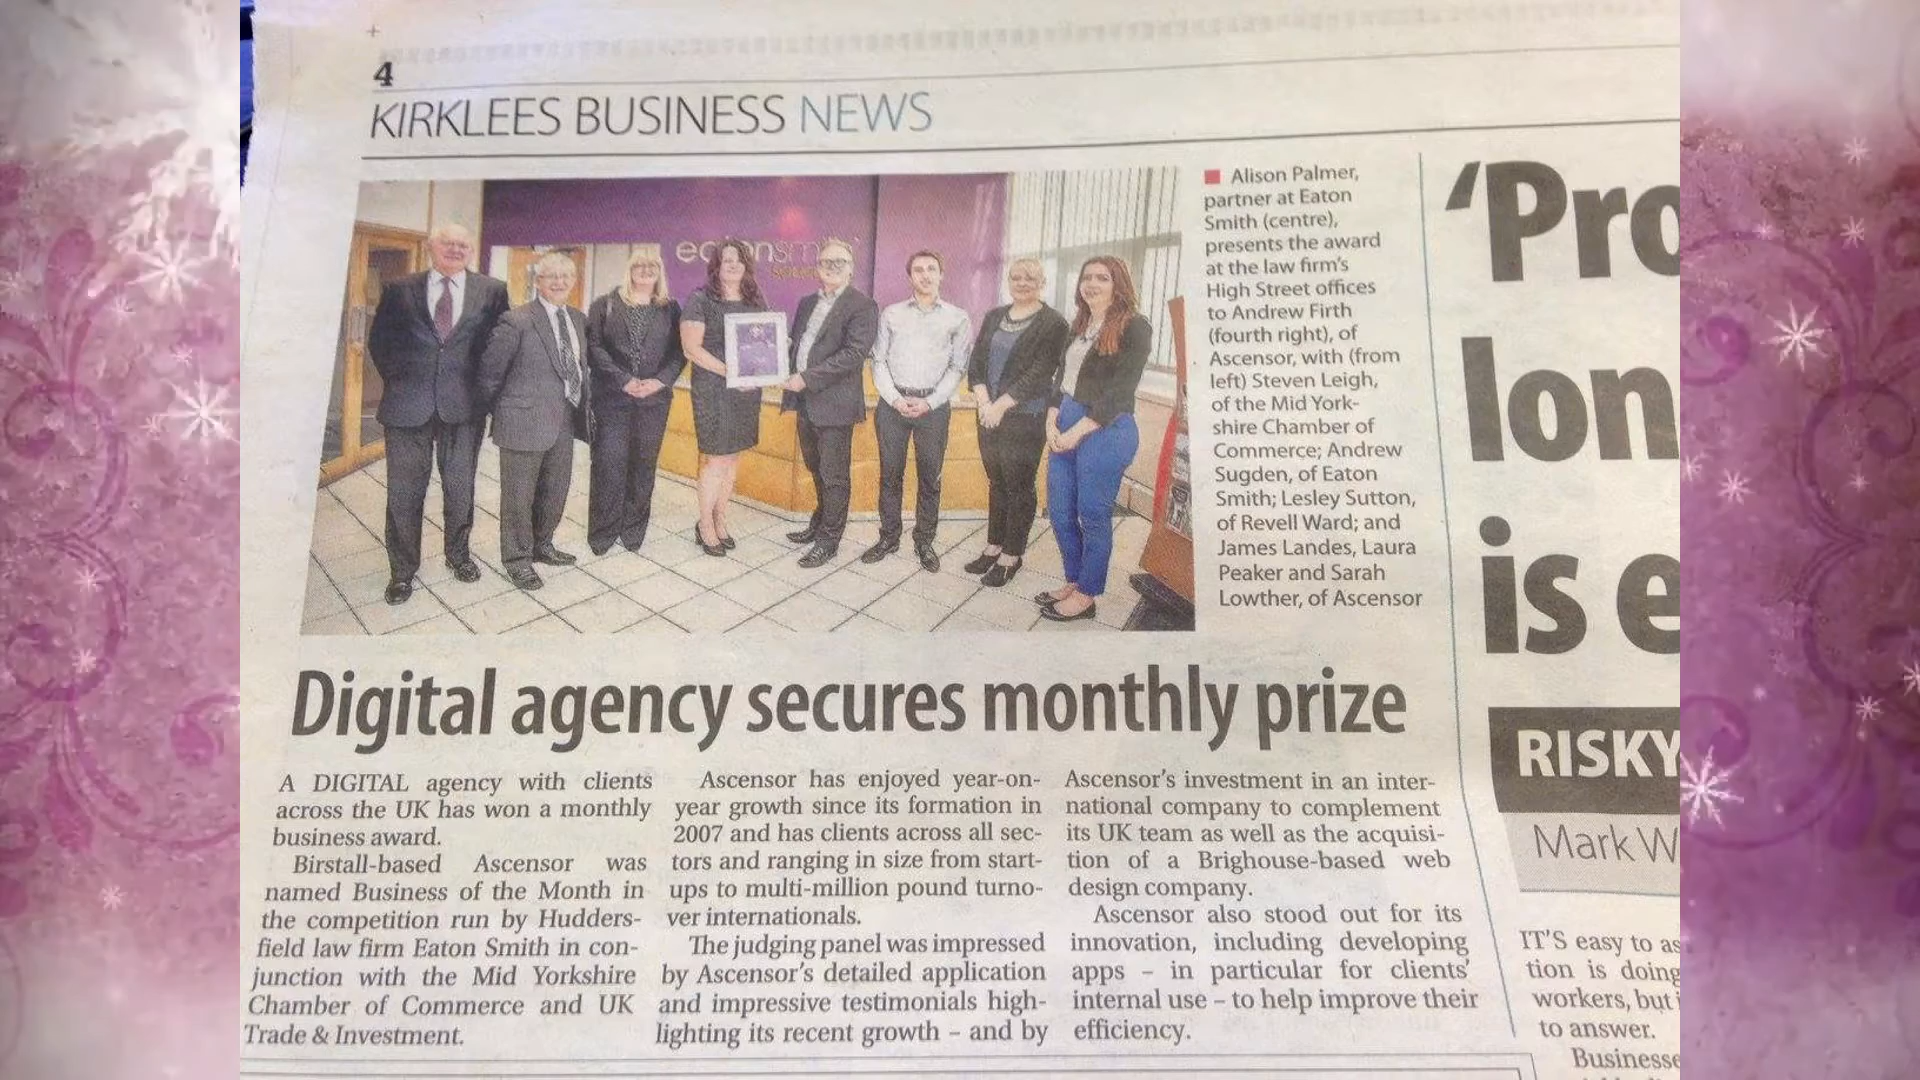 4
KIRKLEES BUSINESS NEWS
eatonsmith
Alison Palmer,
partner at Eaton
Smith (centre),
presents the award
at the law firm's
High Street offices
to Andrew Firth
(fourth right), of
Ascensor, with (from
left) Steven Leigh,
of the Mid York-
shire Chamber of
Commerce; Andrew
Sugden, of Eaton
Smith; Lesley Sutton,
of Revell Ward; and
James Landes, Laura
Peaker and Sarah
Lowther, of Ascensor
Digital agency secures monthly prize
A DIGITAL agency with clients
across the UK has won a monthly
business award.
Birstall-based Ascensor was
named Business of the Month in
the competition run by Hudders-
field law firm Eaton Smith in con-
junction with the Mid Yorkshire
Chamber of Commerce and UK
Trade & Investment.
Ascensor has enjoyed year-on-
year growth since its formation in
2007 and has clients across all sec-
tors and ranging in size from start-
ups to multi-million pound turno-
ver internationals.
The judging panel was impressed
by Ascensor's detailed application
and impressive testimonials high-
lighting its recent growth – and by
Ascensor's investment in an inter-
national company to complement
its UK team as well as the acquisi-
tion of a Brighouse-based web
design company.
Ascensor also stood out for its
innovation, including developing
apps – in particular for clients'
internal use – to help improve their
efficiency.
'Pro
lon
is e
RISKY
Mark W
IT'S easy to as
tion is doing
workers, but
to answer.
Businesse